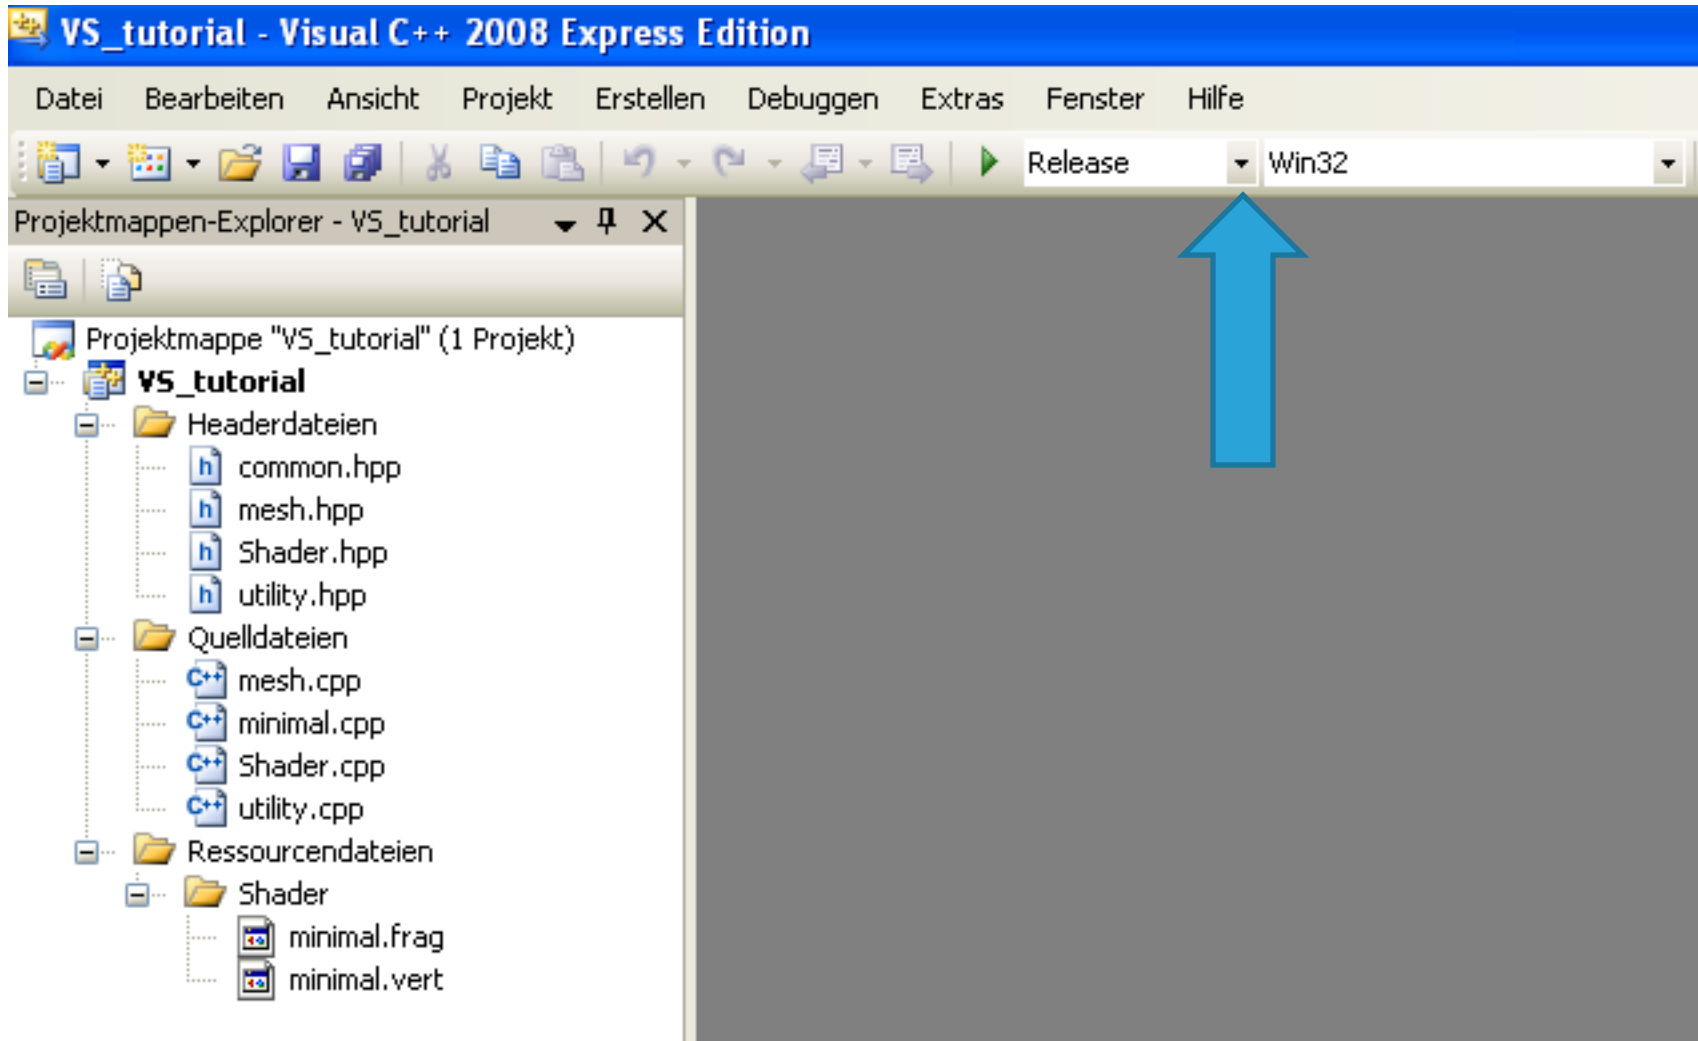 VS_tutorial - Visual C++ 2008 Express Edition
Datei Bearbeiten Ansicht Projekt Erstellen Debuggen Extras Fenster Hilfe
Release Win32
Projektmappen-Explorer - VS_tutorial
Projektmappe "VS_tutorial" (1 Projekt)
VS_tutorial
Headerdateien
common.hpp
mesh.hpp
Shader.hpp
utility.hpp
Quelldateien
mesh.cpp
minimal.cpp
Shader.cpp
utility.cpp
Ressourcendateien
Shader
minimal.frag
minimal.vert